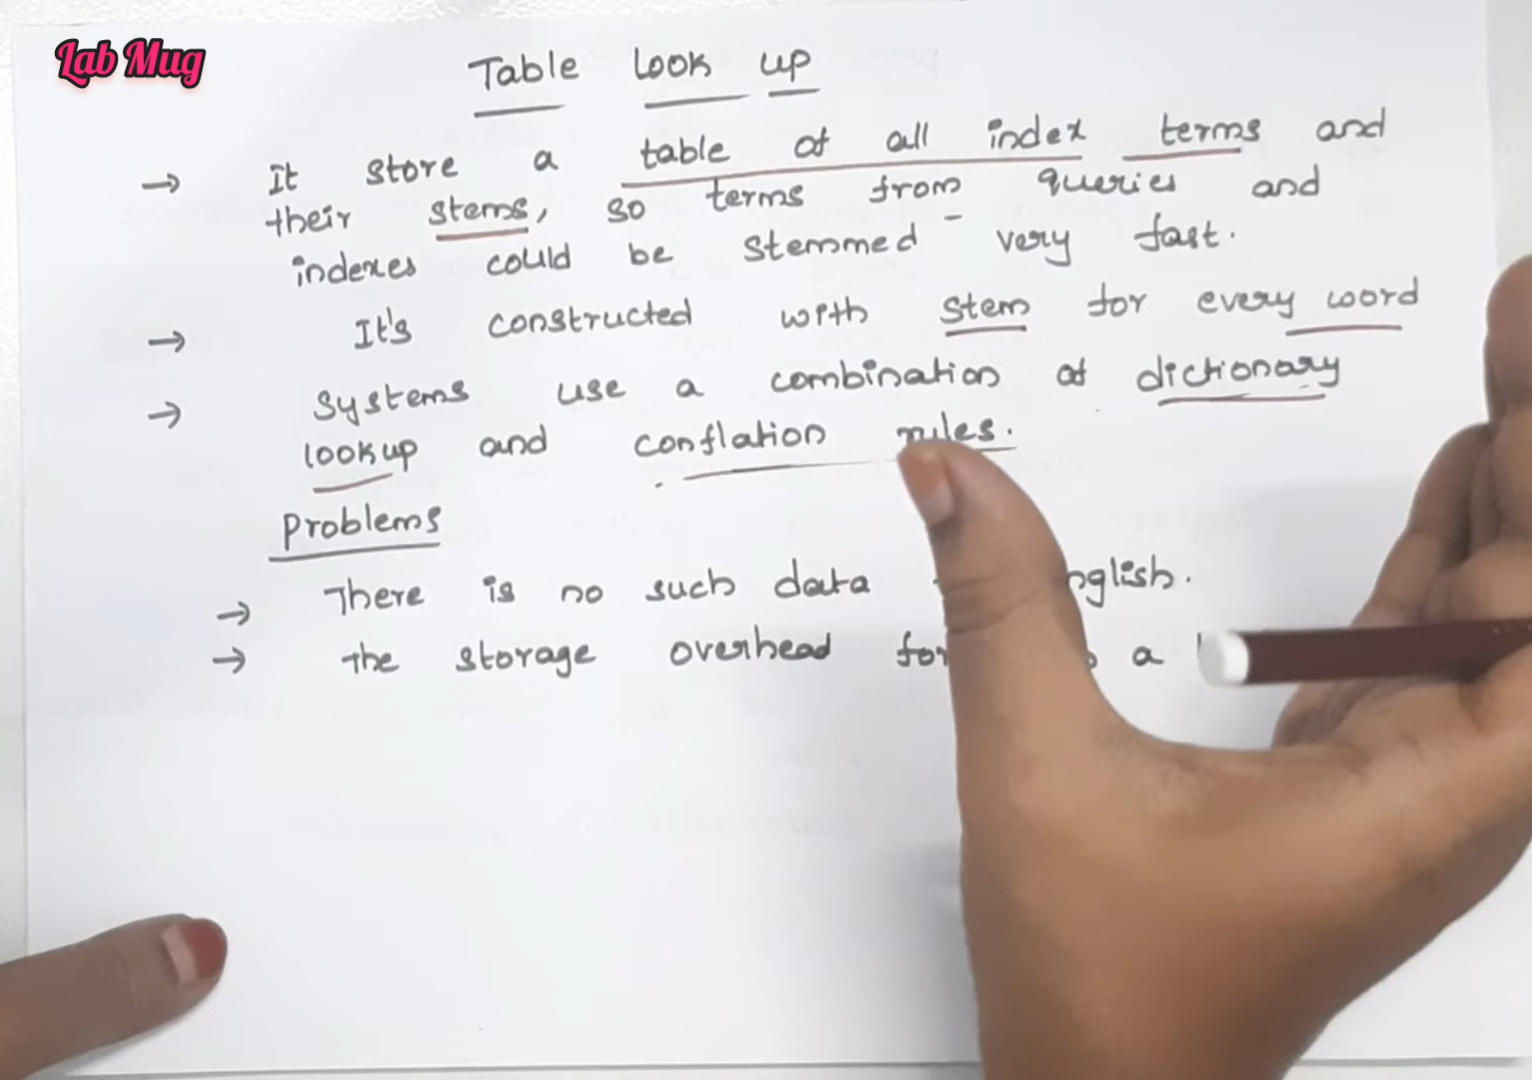 Lab Mug
Table look up
→ It store a table of all index terms and
their stems, so terms from queries and
indexes could be stemmed very fast.
→ It's constructed with stem for every word
→ Systems use a combination of dictionary
lookup and conflation rules.
Problems
→ There is no such data nglish.
→ The storage overhead for a